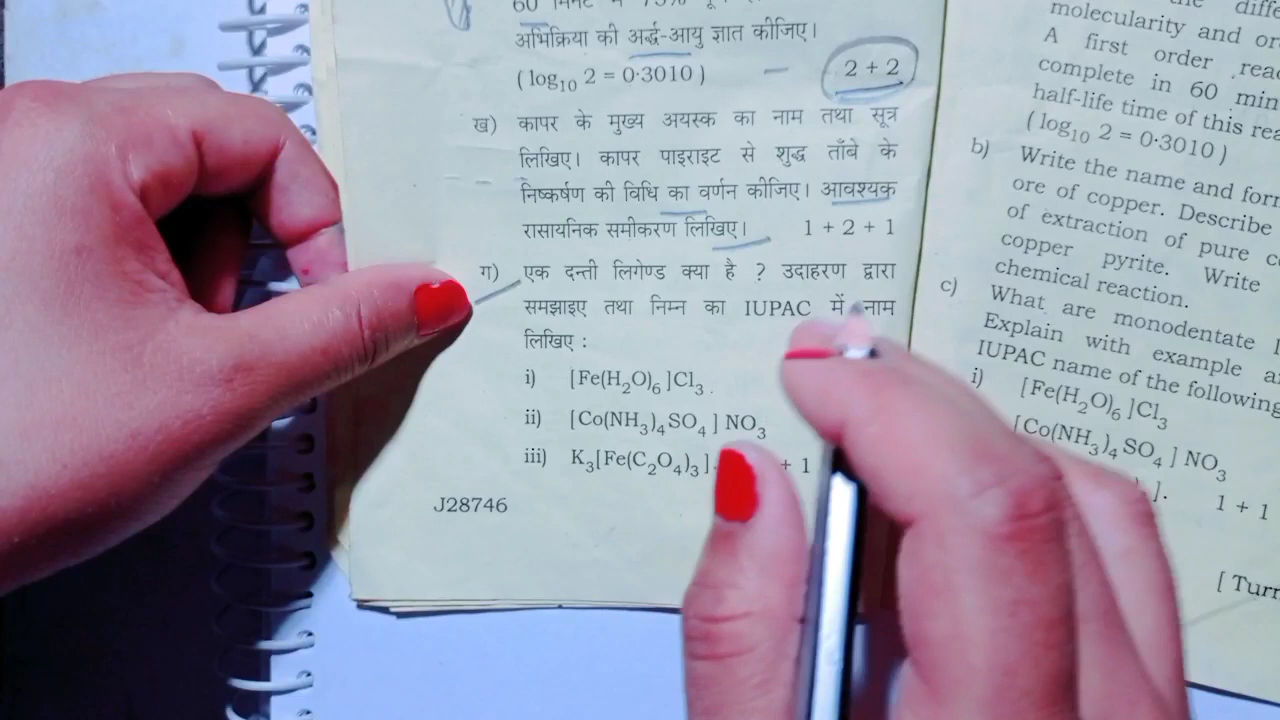 60 मिनट में 75%
अभिक्रिया की अर्द्ध-आयु ज्ञात कीजिए।
( log₁₀ 2 = 0·3010 ) 2 + 2
ख) कापर के मुख्य अयस्क का नाम तथा सूत्र
लिखिए। कापर पाइराइट से शुद्ध ताँबे के
निष्कर्षण की विधि का वर्णन कीजिए। आवश्यक
रासायनिक समीकरण लिखिए। 1 + 2 + 1
ग) एक दन्ती लिगेण्ड क्या है ? उदाहरण द्वारा
समझाइए तथा निम्न का IUPAC में नाम
लिखिए :
i) [Fe(H₂O)₆]Cl₃.
ii) [Co(NH₃)₄SO₄] NO₃
iii) K₃[Fe(C₂O₄)₃]. + 1
J28746
the
molecularity and
A first order
complete in 60
half-life time of this
( log₁₀ 2 = 0·3010 )
b) Write the name and
ore of copper. Describe
of extraction of pure
copper pyrite. Write
chemical reaction.
c) What are monodentate
Explain with example
IUPAC name of the following
i) [Fe(H₂O)₆]Cl₃
[Co(NH₃)₄SO₄] NO₃
]. 1 + 1
[ Turn